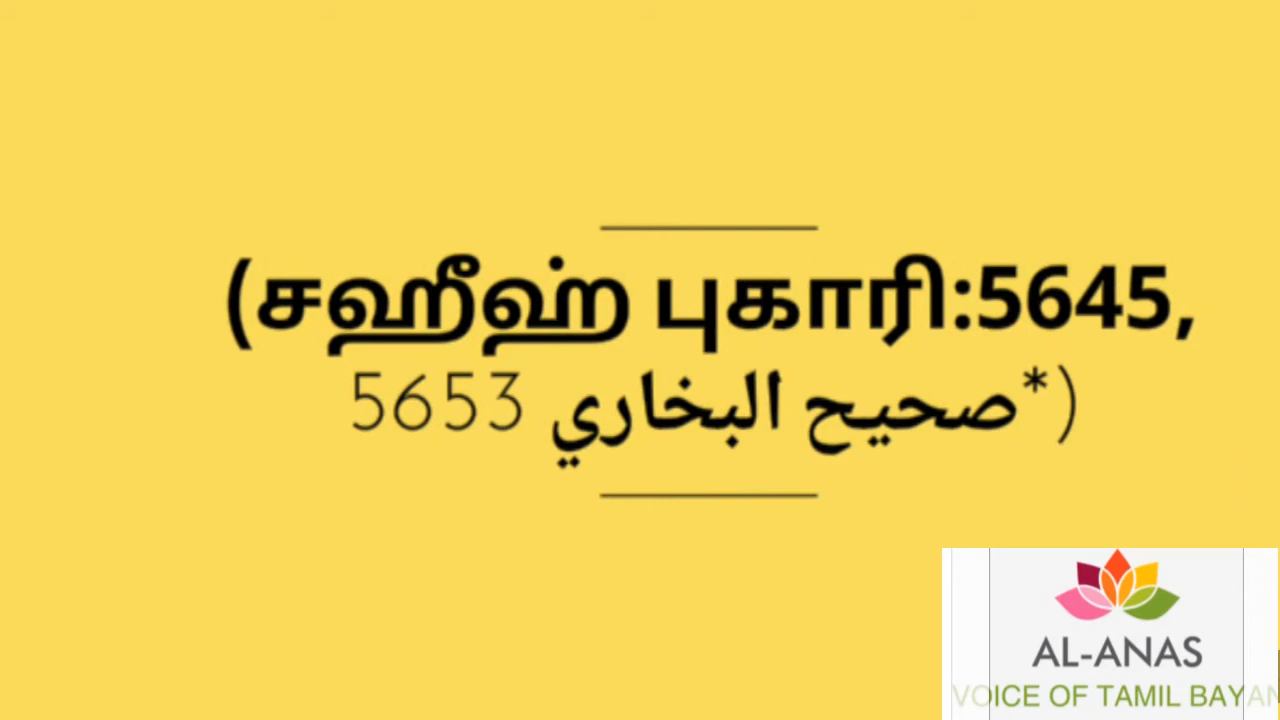 (சஹீஹ் புகாரி:5645,
5653 صحيح البخاري*)
AL-ANAS
VOICE OF TAMIL BAYAN